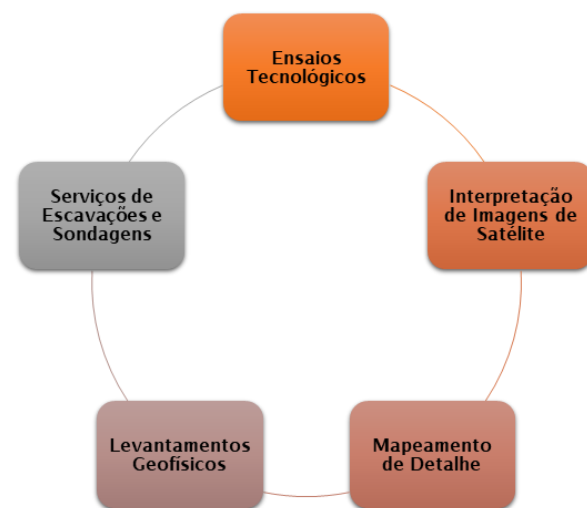 Ensaios
Tecnológicos
Interpretação
de Imagens de
Satélite
Mapeamento
de Detalhe
Levantamentos
Geofísicos
Serviços de
Escavações e
Sondagens